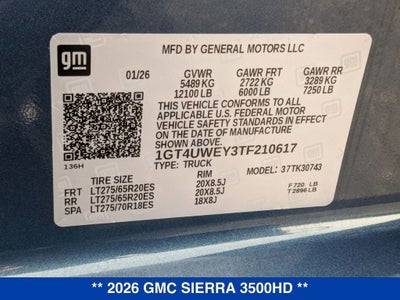 gm
MFD BY GENERAL MOTORS LLC
01/26 GVWR GAWR FRT GAWR RR
5489 KG 2722 KG 3289 KG
12100 LB 6000 LB 7250 LB
THIS VEHICLE CONFORMS TO ALL
APPLICABLE U.S. FEDERAL MOTOR
VEHICLE SAFETY STANDARDS IN
EFFECT ON THE DATE OF
MANUFACTURE SHOWN ABOVE.
1GT4UWEY3TF210617
136H TYPE: TRUCK MODEL: 37TK30743
TIRE SIZE RIM
FRT LT275/65R20ES 20X8.5J F720 LB
RR LT275/65R20ES 20X8.5J T2896 LB
SPA LT275/70R18ES 18X8J
** 2026 GMC SIERRA 3500HD **